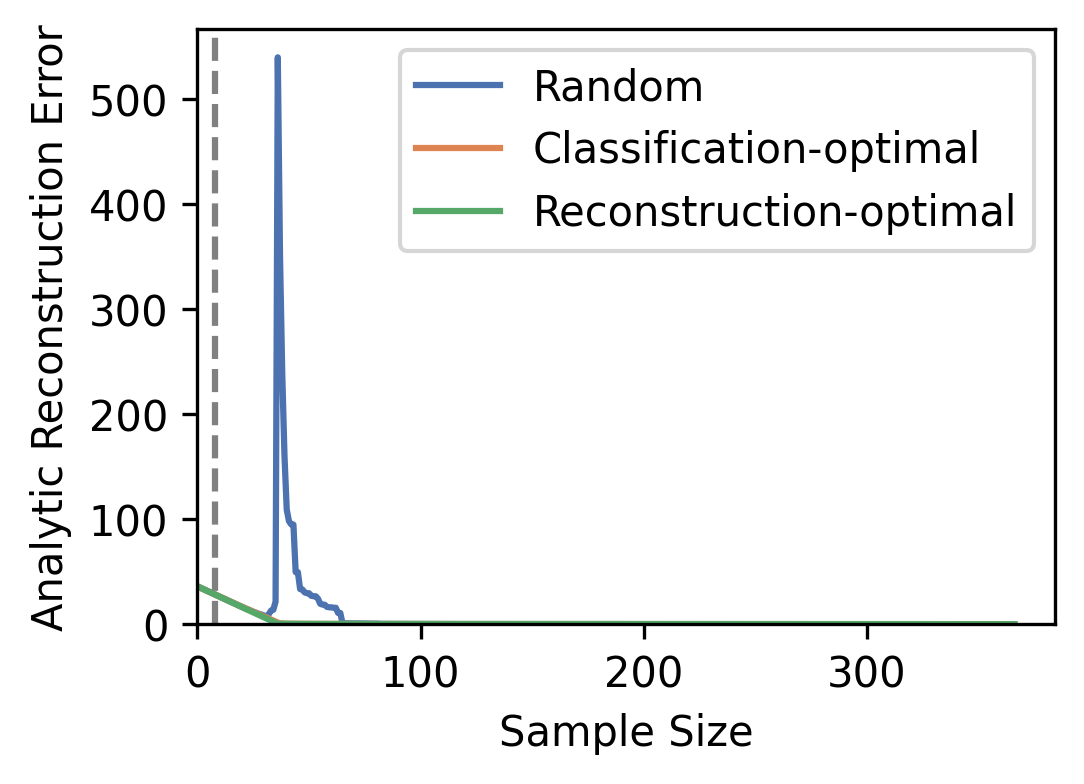 Analytic Reconstruction Error
500
400
300
200
100
0
Random
Classification-optimal
Reconstruction-optimal
0
100
200
300
Sample Size